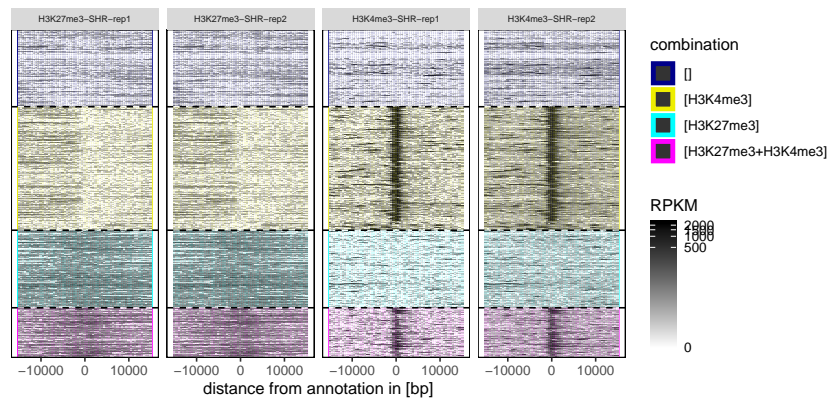 H3K27me3−SHR−rep1
H3K27me3−SHR−rep2
H3K4me3−SHR−rep1
H3K4me3−SHR−rep2
−10000 0 10000
−10000 0 10000
−10000 0 10000
−10000 0 10000
distance from annotation in [bp]
combination
[]
[H3K4me3]
[H3K27me3]
[H3K27me3+H3K4me3]
RPKM
2000
1000
500
0